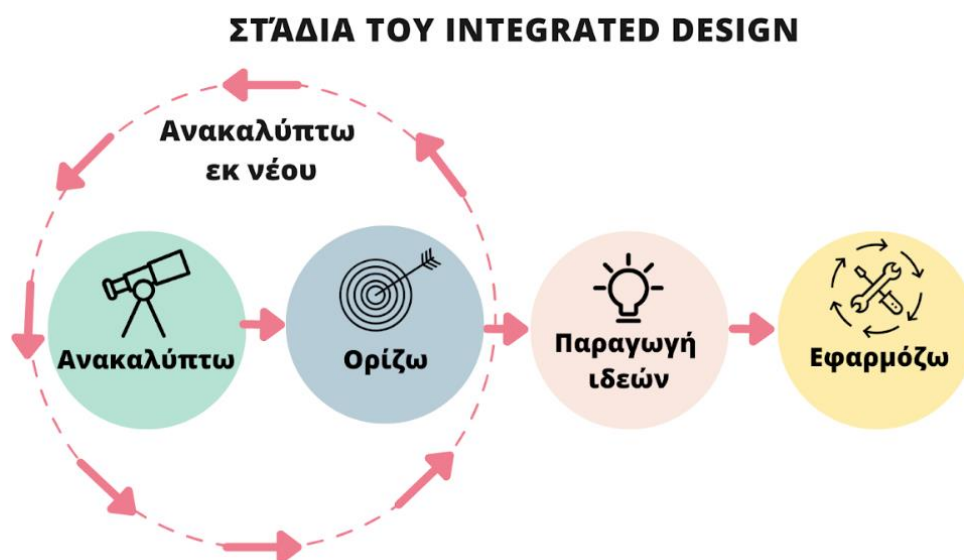 ΣΤΆΔΙΑ ΤΟΥ INTEGRATED DESIGN
Ανακαλύπτω
εκ νέου
Ανακαλύπτω
Ορίζω
Παραγωγή
ιδεών
Εφαρμόζω